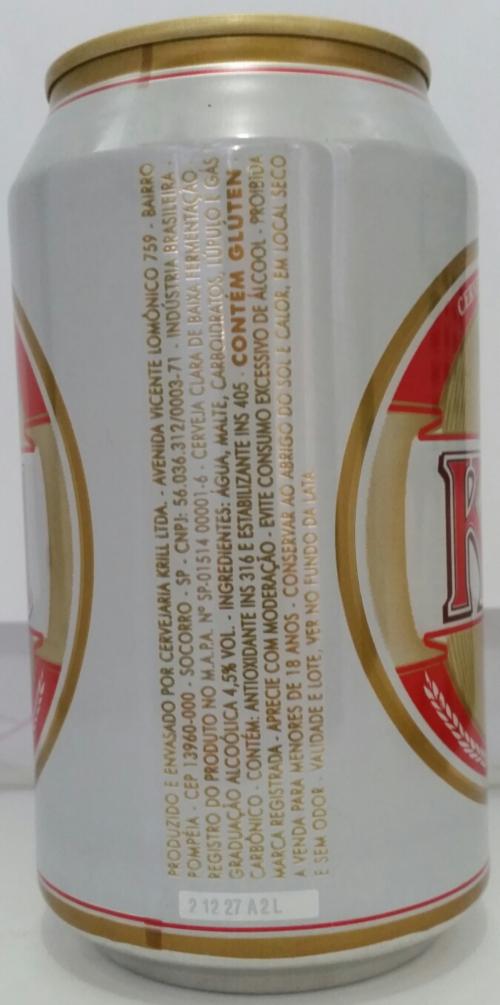 PRODUZIDO E ENVASADO POR CERVEJARIA KRILL LTDA. - AVENIDA VICENTE LOMÔNICO 759 - BAIRRO
POMPÉIA - CEP 13960-000 - SOCORRO - SP - CNPJ: 56.036.312/0003-71 - INDÚSTRIA BRASILEIRA -
REGISTRO DO PRODUTO NO M.A.P.A. Nº SP-01514 00001-6 - CERVEJA CLARA DE BAIXA FERMENTAÇÃO
GRADUAÇÃO ALCOÓLICA 4,5% VOL. - INGREDIENTES: ÁGUA, MALTE, CARBOIDRATOS, LÚPULO E GÁS
CARBÔNICO - CONTÉM: ANTIOXIDANTE INS 316 E ESTABILIZANTE INS 405 - CONTÉM GLÚTEN -
MARCA REGISTRADA - APRECIE COM MODERAÇÃO - EVITE CONSUMO EXCESSIVO DE ÁLCOOL - PROIBIDA
A VENDA PARA MENORES DE 18 ANOS - CONSERVAR AO ABRIGO DO SOL E CALOR, EM LOCAL SECO
E SEM ODOR - VALIDADE E LOTE, VER NO FUNDO DA LATA
2 12 27 A2L
K